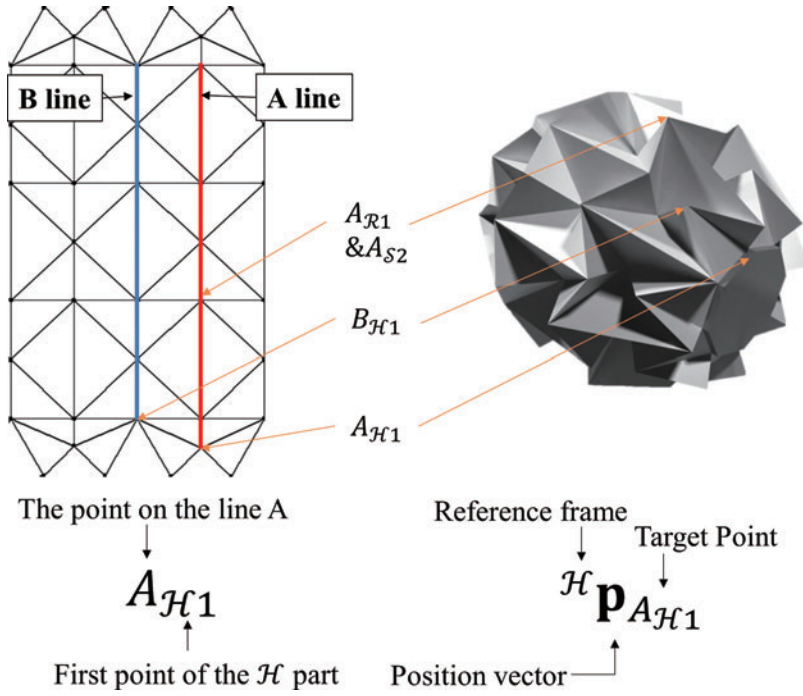 B line
A line
A_ℛ1
&A_𝒮2
B_ℋ1
A_ℋ1
The point on the line A
A_ℋ1
First point of the ℋ part
Reference frame
Target Point
^ℋ p_A_ℋ1
Position vector